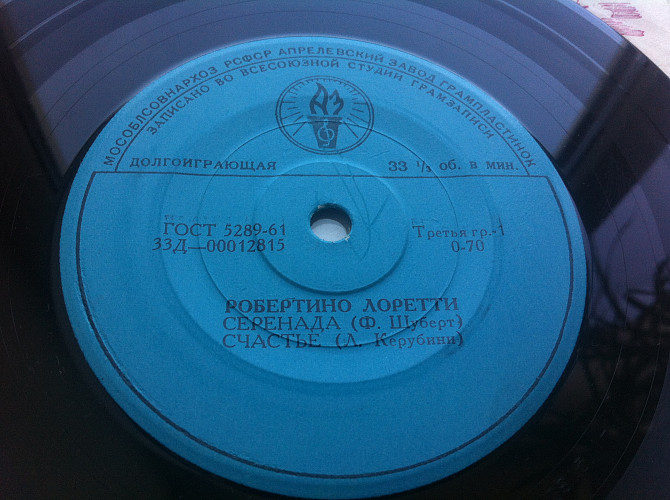 МОСОБЛСОВНАРХОЗ РСФСР АПРЕЛЕВСКИЙ ЗАВОД ГРАМПЛАСТИНОК
ЗАПИСАНО ВО ВСЕСОЮЗНОЙ СТУДИИ ГРАМЗАПИСИ
АЗ
ДОЛГОИГРАЮЩАЯ 33 ⅓ об. в мин.
ГОСТ 5289-61 Третья гр.-1
33Д—00012815 0-70
РОБЕРТИНО ЛОРЕТТИ
СЕРЕНАДА (Ф. Шуберт)
СЧАСТЬЕ (Л. Керубини)